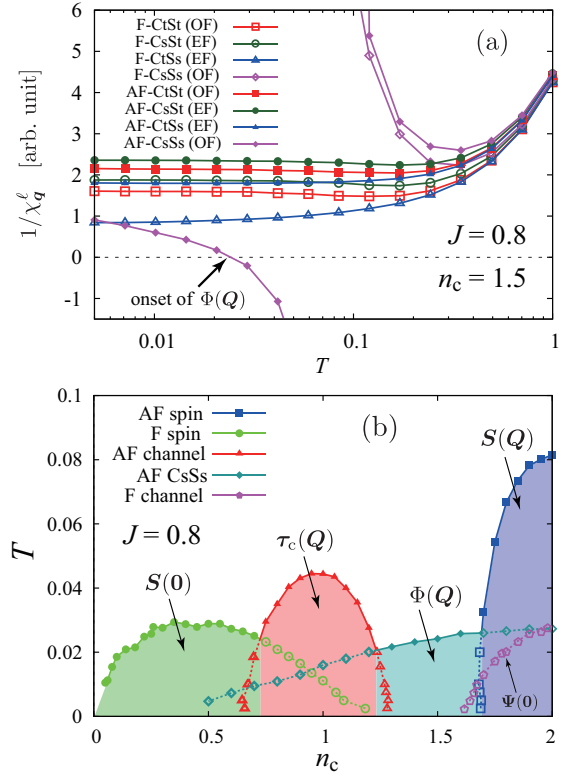 F-CtSt (OF)
F-CsSt (EF)
F-CtSs (EF)
F-CsSs (OF)
AF-CtSt (OF)
AF-CsSt (EF)
AF-CtSs (EF)
AF-CsSs (OF)
(a)
1/χ_q^ℓ [arb. unit]
6
5
4
3
2
1
0
-1
J = 0.8
n_c = 1.5
onset of Φ(Q)
0.01
0.1
1
T
AF spin
F spin
AF channel
AF CsSs
F channel
(b)
S(Q)
J = 0.8
τ_c(Q)
S(0)
Φ(Q)
Ψ(0)
T
0.1
0.08
0.06
0.04
0.02
0
0
0.5
1
1.5
2
n_c